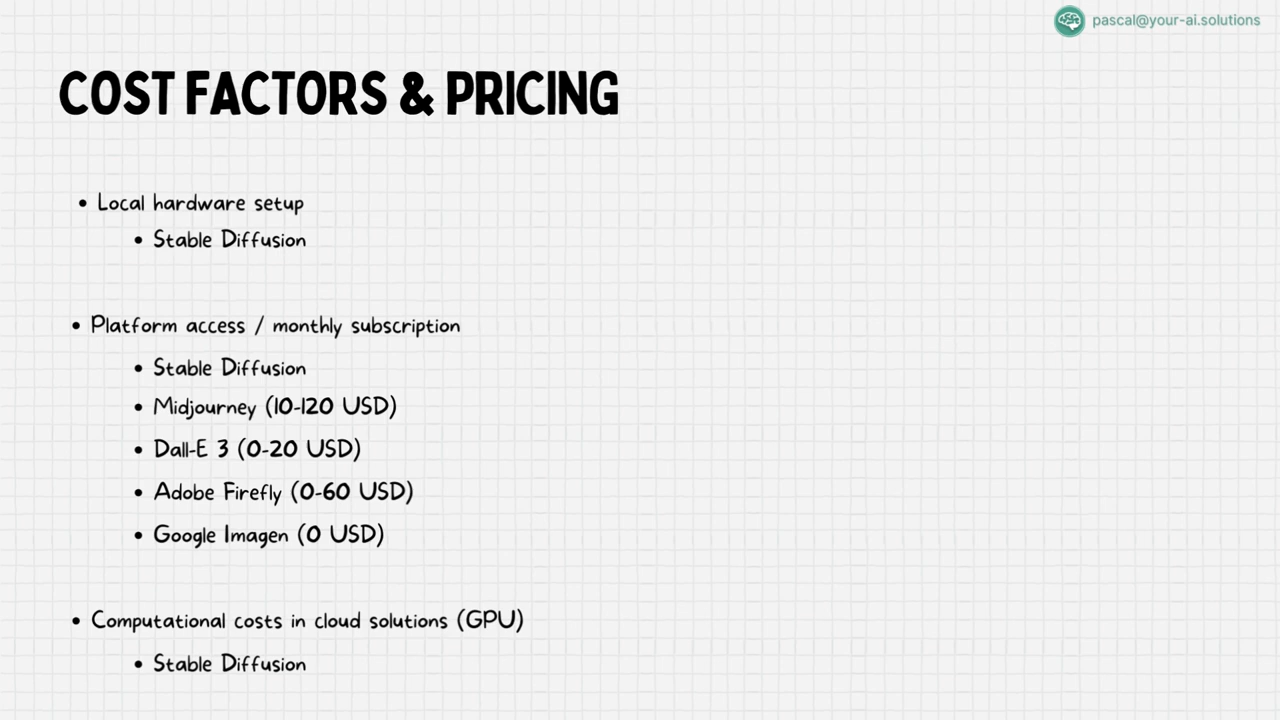 pascal@your-ai.solutions
COST FACTORS & PRICING
• Local hardware setup
• Stable Diffusion
• Platform access / monthly subscription
• Stable Diffusion
• Midjourney (10-120 USD)
• Dall-E 3 (0-20 USD)
• Adobe Firefly (0-60 USD)
• Google Imagen (0 USD)
• Computational costs in cloud solutions (GPU)
• Stable Diffusion